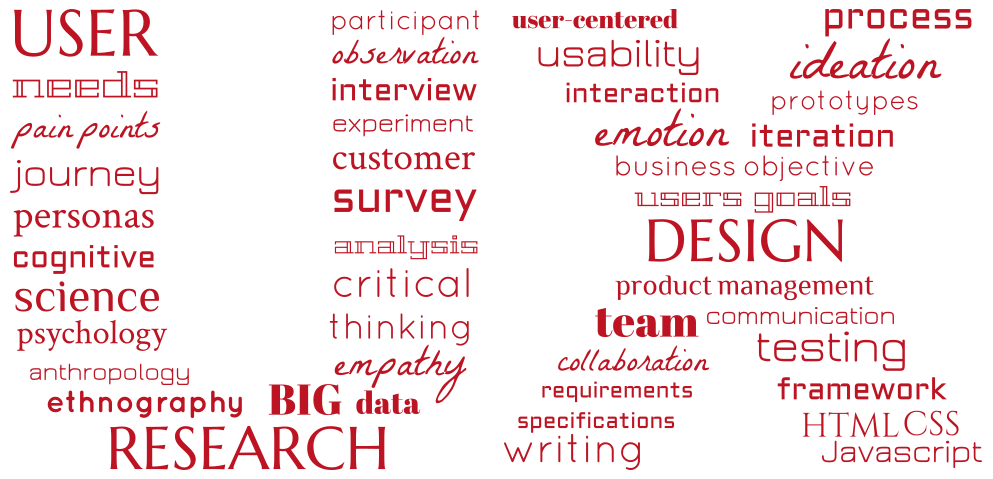 USER
needs
pain points
journey
personas
cognitive
science
psychology
anthropology
ethnography
BIG data
RESEARCH
participant
observation
interview
experiment
customer
survey
analysis
critical
thinking
empathy
user-centered
process
usability
ideation
interaction
prototypes
emotion iteration
business objective
users goals
DESIGN
product management
team communication
collaboration testing
requirements framework
specifications HTML CSS
writing Javascript